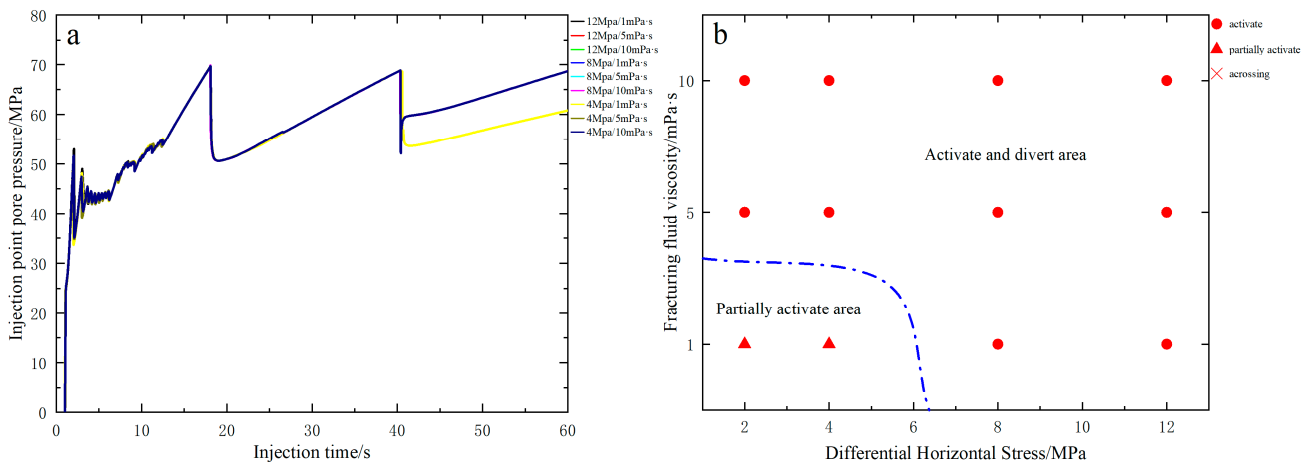 a
80
70
60
50
40
30
20
10
0
Injection point pore pressure/MPa
0 10 20 30 40 50 60
Injection time/s
12Mpa/1mPa·s
12Mpa/5mPa·s
12Mpa/10mPa·s
8Mpa/1mPa·s
8Mpa/5mPa·s
8Mpa/10mPa·s
4Mpa/1mPa·s
4Mpa/5mPa·s
4Mpa/10mPa·s
b
10
5
1
Fracturing fluid viscosity/mPa·s
Activate and divert area
Partially activate area
2 4 6 8 10 12
Differential Horizontal Stress/MPa
activate
partially activate
acrossing